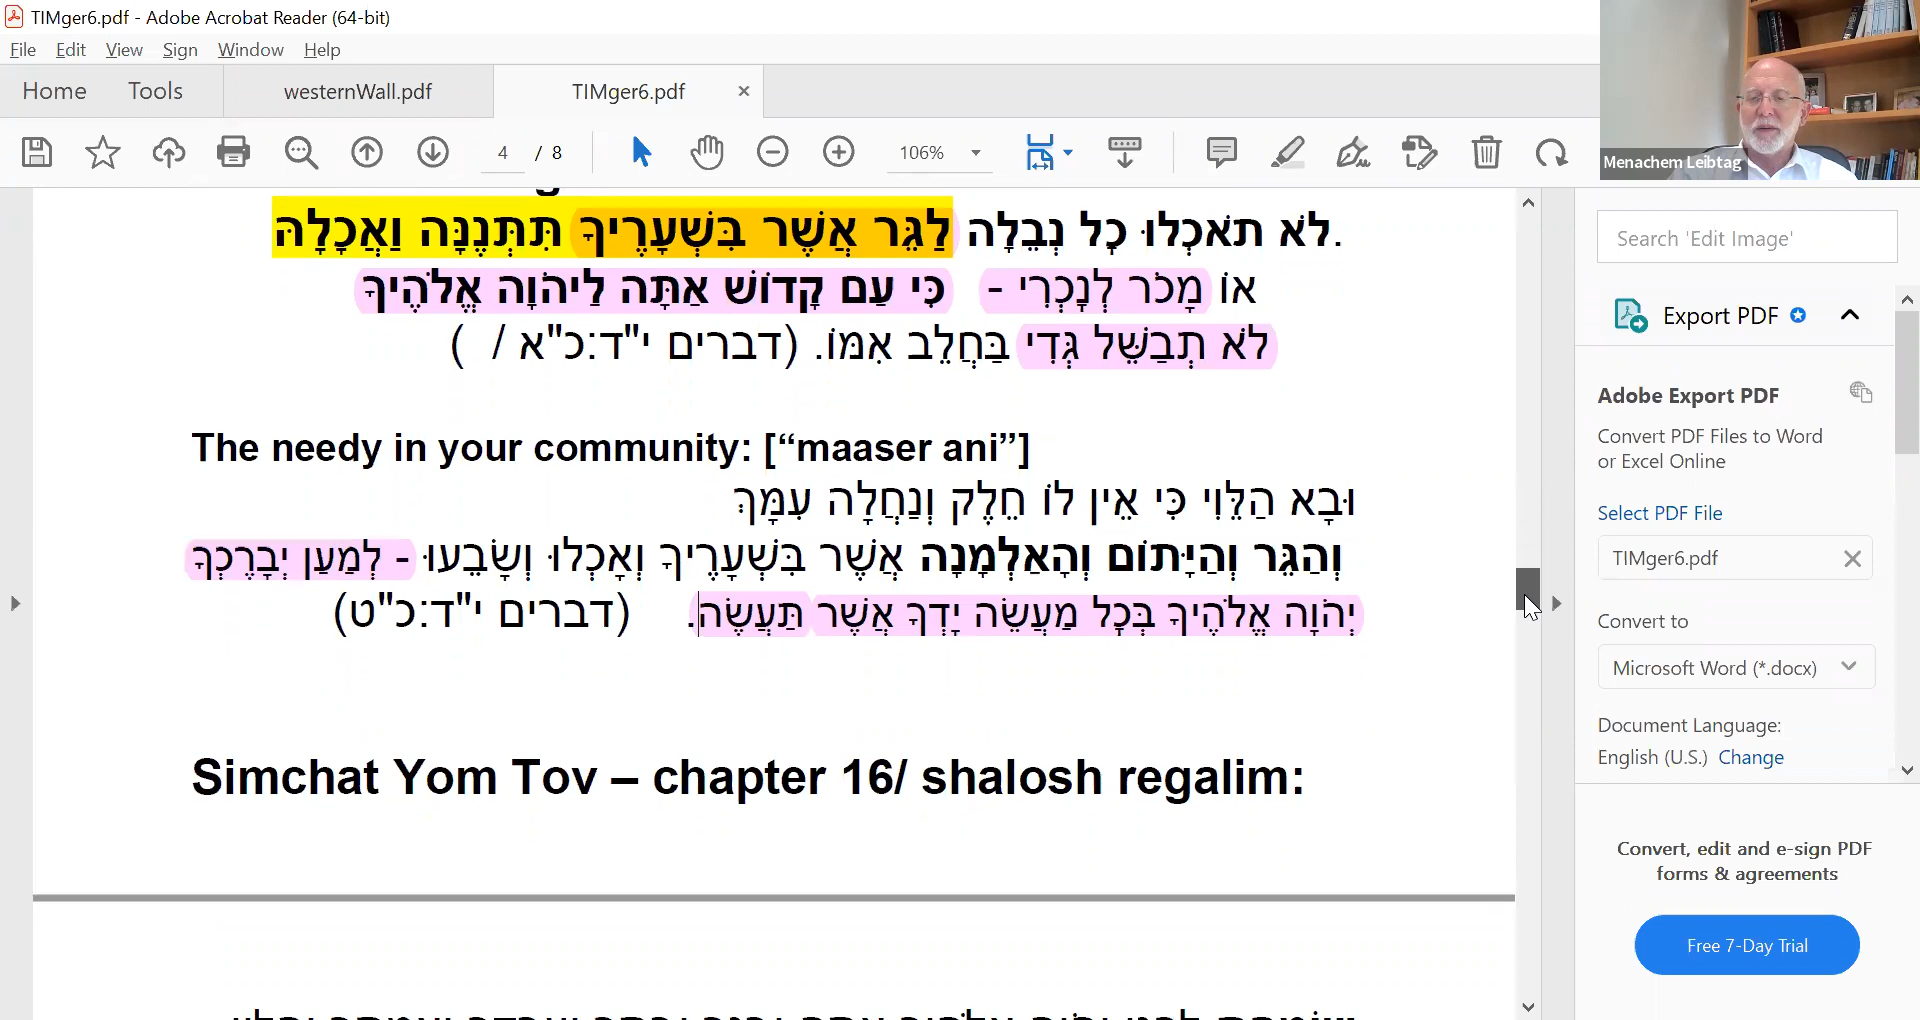 TIMger6.pdf - Adobe Acrobat Reader (64-bit)
File Edit View Sign Window Help
Home Tools westernWall.pdf TIMger6.pdf
4 / 8 106%
Menachem Leibtag
לֹא תֹאכְלוּ כָל נְבֵלָה לַגֵּר אֲשֶׁר בִּשְׁעָרֶיךָ תִּתְּנֶנָּה וַאֲכָלָהּ.
אוֹ מָכֹר לְנָכְרִי - כִּי עַם קָדוֹשׁ אַתָּה לַיהוָה אֱלֹהֶיךָ
לֹא תְבַשֵּׁל גְּדִי בַּחֲלֵב אִמּוֹ. (דברים י"ד:כ"א / )
The needy in your community: [“maaser ani”]
וּבָא הַלֵּוִי כִּי אֵין לוֹ חֵלֶק וְנַחֲלָה עִמָּךְ
וְהַגֵּר וְהַיָּתוֹם וְהָאַלְמָנָה אֲשֶׁר בִּשְׁעָרֶיךָ וְאָכְלוּ וְשָׂבֵעוּ - לְמַעַן יְבָרֶכְךָ
יְהוָה אֱלֹהֶיךָ בְּכָל מַעֲשֵׂה יָדְךָ אֲשֶׁר תַּעֲשֶׂה. (דברים י"ד:כ"ט)
Simchat Yom Tov – chapter 16/ shalosh regalim:
Search 'Edit Image'
Export PDF
Adobe Export PDF
Convert PDF Files to Word
or Excel Online
Select PDF File
TIMger6.pdf
Convert to
Microsoft Word (*.docx)
Document Language:
English (U.S.) Change
Convert, edit and e-sign PDF
forms & agreements
Free 7-Day Trial